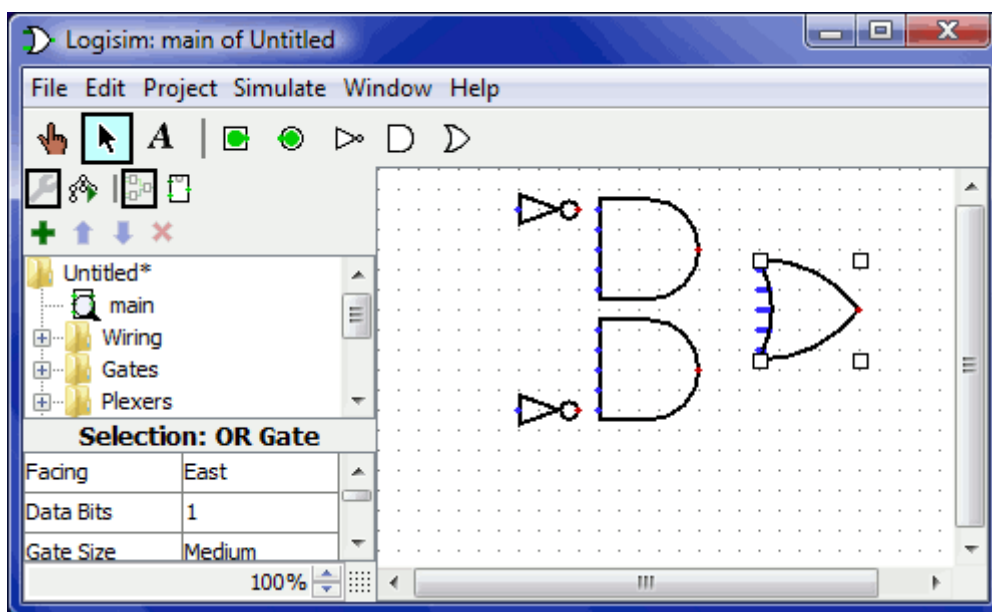 Logisim: main of Untitled
File Edit Project Simulate Window Help
A
Untitled*
main
Wiring
Gates
Plexers
Selection: OR Gate
Facing East
Data Bits 1
Gate Size Medium
100%